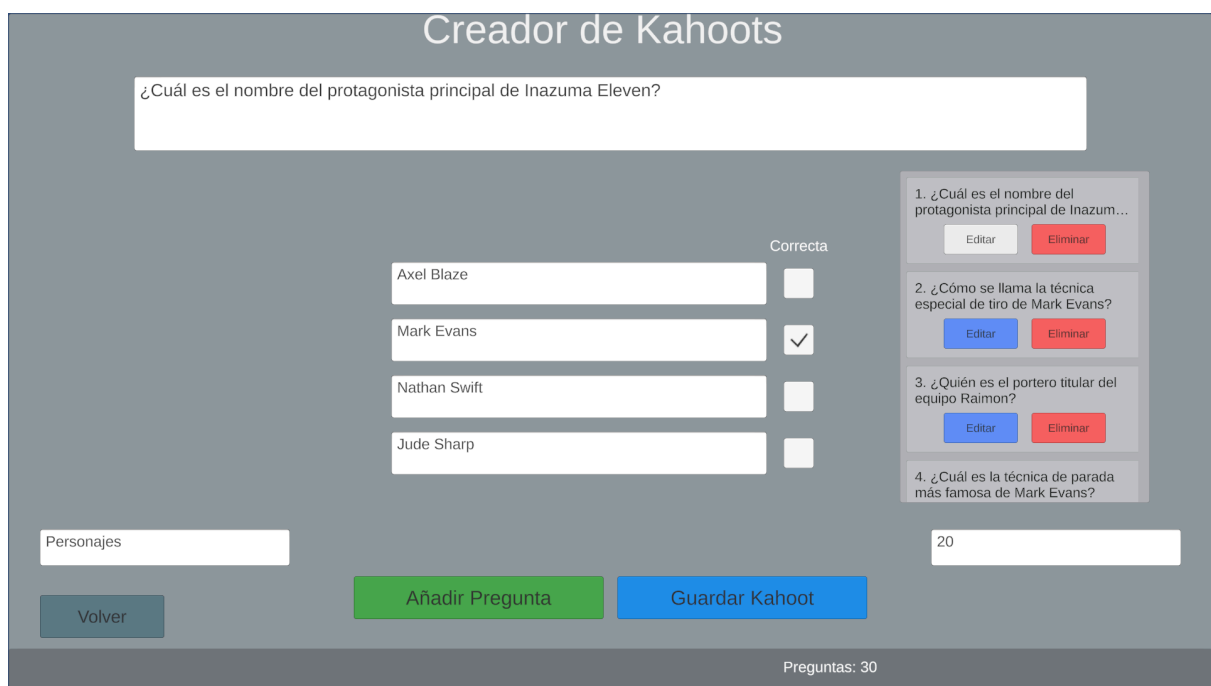 Creador de Kahoots
¿Cuál es el nombre del protagonista principal de Inazuma Eleven?
Correcta
Axel Blaze
Mark Evans
Nathan Swift
Jude Sharp
1. ¿Cuál es el nombre del
protagonista principal de Inazum...
Editar
Eliminar
2. ¿Cómo se llama la técnica
especial de tiro de Mark Evans?
Editar
Eliminar
3. ¿Quién es el portero titular del
equipo Raimon?
Editar
Eliminar
4. ¿Cuál es la técnica de parada
más famosa de Mark Evans?
Personajes
20
Añadir Pregunta
Guardar Kahoot
Volver
Preguntas: 30